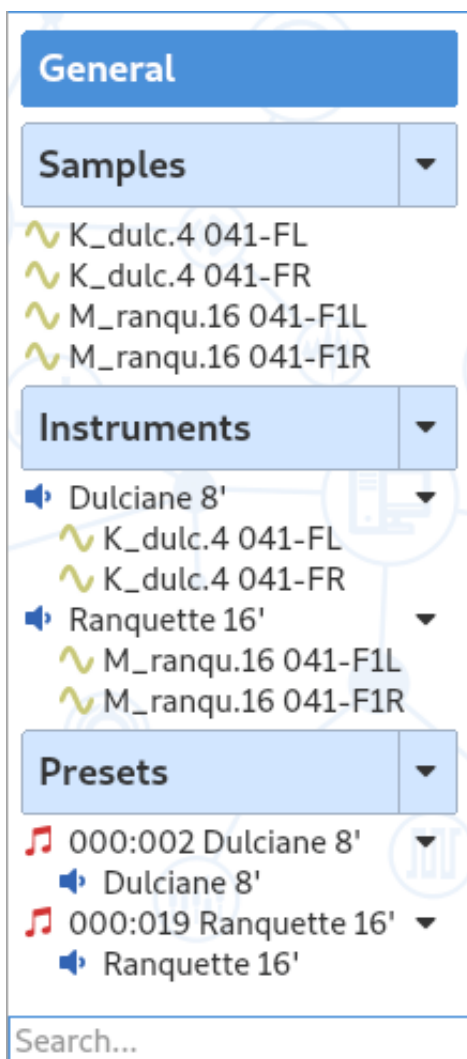 General
Samples
K_dulc.4 041-FL
K_dulc.4 041-FR
M_ranqu.16 041-F1L
M_ranqu.16 041-F1R
Instruments
Dulciane 8'
K_dulc.4 041-FL
K_dulc.4 041-FR
Ranquette 16'
M_ranqu.16 041-F1L
M_ranqu.16 041-F1R
Presets
000:002 Dulciane 8'
Dulciane 8'
000:019 Ranquette 16'
Ranquette 16'
Search...